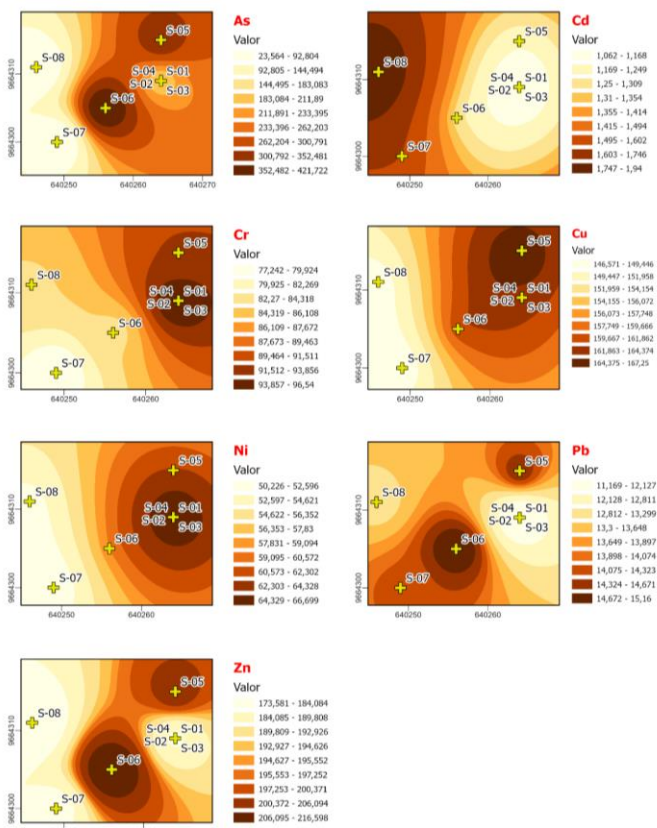 As
Valor
23,564 - 92,804
92,805 - 144,494
144,495 - 183,083
183,084 - 211,89
211,891 - 233,395
233,396 - 262,203
262,204 - 300,791
300,792 - 352,481
352,482 - 421,722
S-05
S-08
S-04 S-01
S-02 S-03
S-06
S-07
9664310
9664300
640250 640260 640270
Cd
Valor
1,062 - 1,168
1,169 - 1,249
1,25 - 1,309
1,31 - 1,354
1,355 - 1,414
1,415 - 1,494
1,495 - 1,602
1,603 - 1,746
1,747 - 1,94
S-05
S-08
S-04 S-01
S-02 S-03
S-06
S-07
9664310
9664300
640250 640260
Cr
Valor
77,242 - 79,924
79,925 - 82,269
82,27 - 84,318
84,319 - 86,108
86,109 - 87,672
87,673 - 89,463
89,464 - 91,511
91,512 - 93,856
93,857 - 96,54
S-05
S-08
S-04 S-01
S-02 S-03
S-06
S-07
9664310
9664300
640250 640260
Cu
Valor
146,571 - 149,446
149,447 - 151,958
151,959 - 154,154
154,155 - 156,072
156,073 - 157,748
157,749 - 159,666
159,667 - 161,862
161,863 - 164,374
164,375 - 167,25
S-05
S-08
S-04 S-01
S-02 S-03
S-06
S-07
9664310
9664300
640250 640260
Ni
Valor
50,226 - 52,596
52,597 - 54,621
54,622 - 56,352
56,353 - 57,83
57,831 - 59,094
59,095 - 60,572
60,573 - 62,302
62,303 - 64,328
64,329 - 66,699
S-05
S-08
S-04 S-01
S-02 S-03
S-06
S-07
9664310
9664300
640250 640260
Pb
Valor
11,169 - 12,127
12,128 - 12,811
12,812 - 13,299
13,3 - 13,648
13,649 - 13,897
13,898 - 14,074
14,075 - 14,323
14,324 - 14,671
14,672 - 15,16
S-05
S-08
S-04 S-01
S-02 S-03
S-06
S-07
9664310
9664300
640250 640260
Zn
Valor
173,581 - 184,084
184,085 - 189,808
189,809 - 192,926
192,927 - 194,626
194,627 - 195,552
195,553 - 197,252
197,253 - 200,371
200,372 - 206,094
206,095 - 216,598
S-05
S-08
S-04 S-01
S-02 S-03
S-06
S-07
9664310
9664300
640250 640260